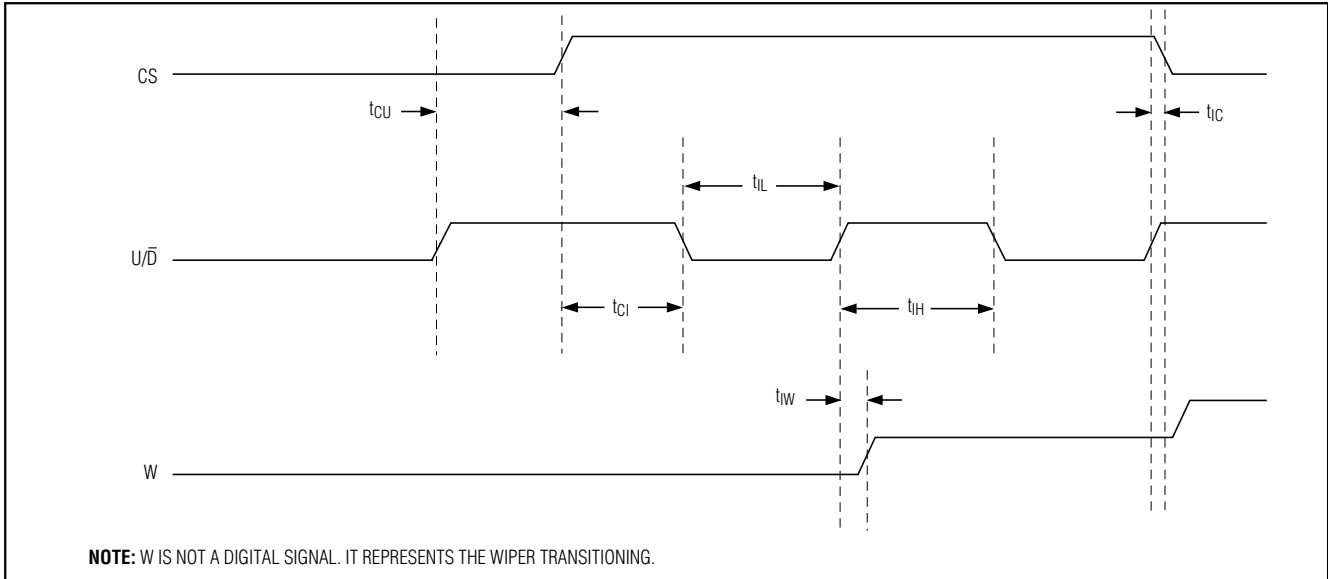 CS
tCU
tIC
tIL
U/D̅
tCI
tIH
tIW
W
NOTE: W IS NOT A DIGITAL SIGNAL. IT REPRESENTS THE WIPER TRANSITIONING.